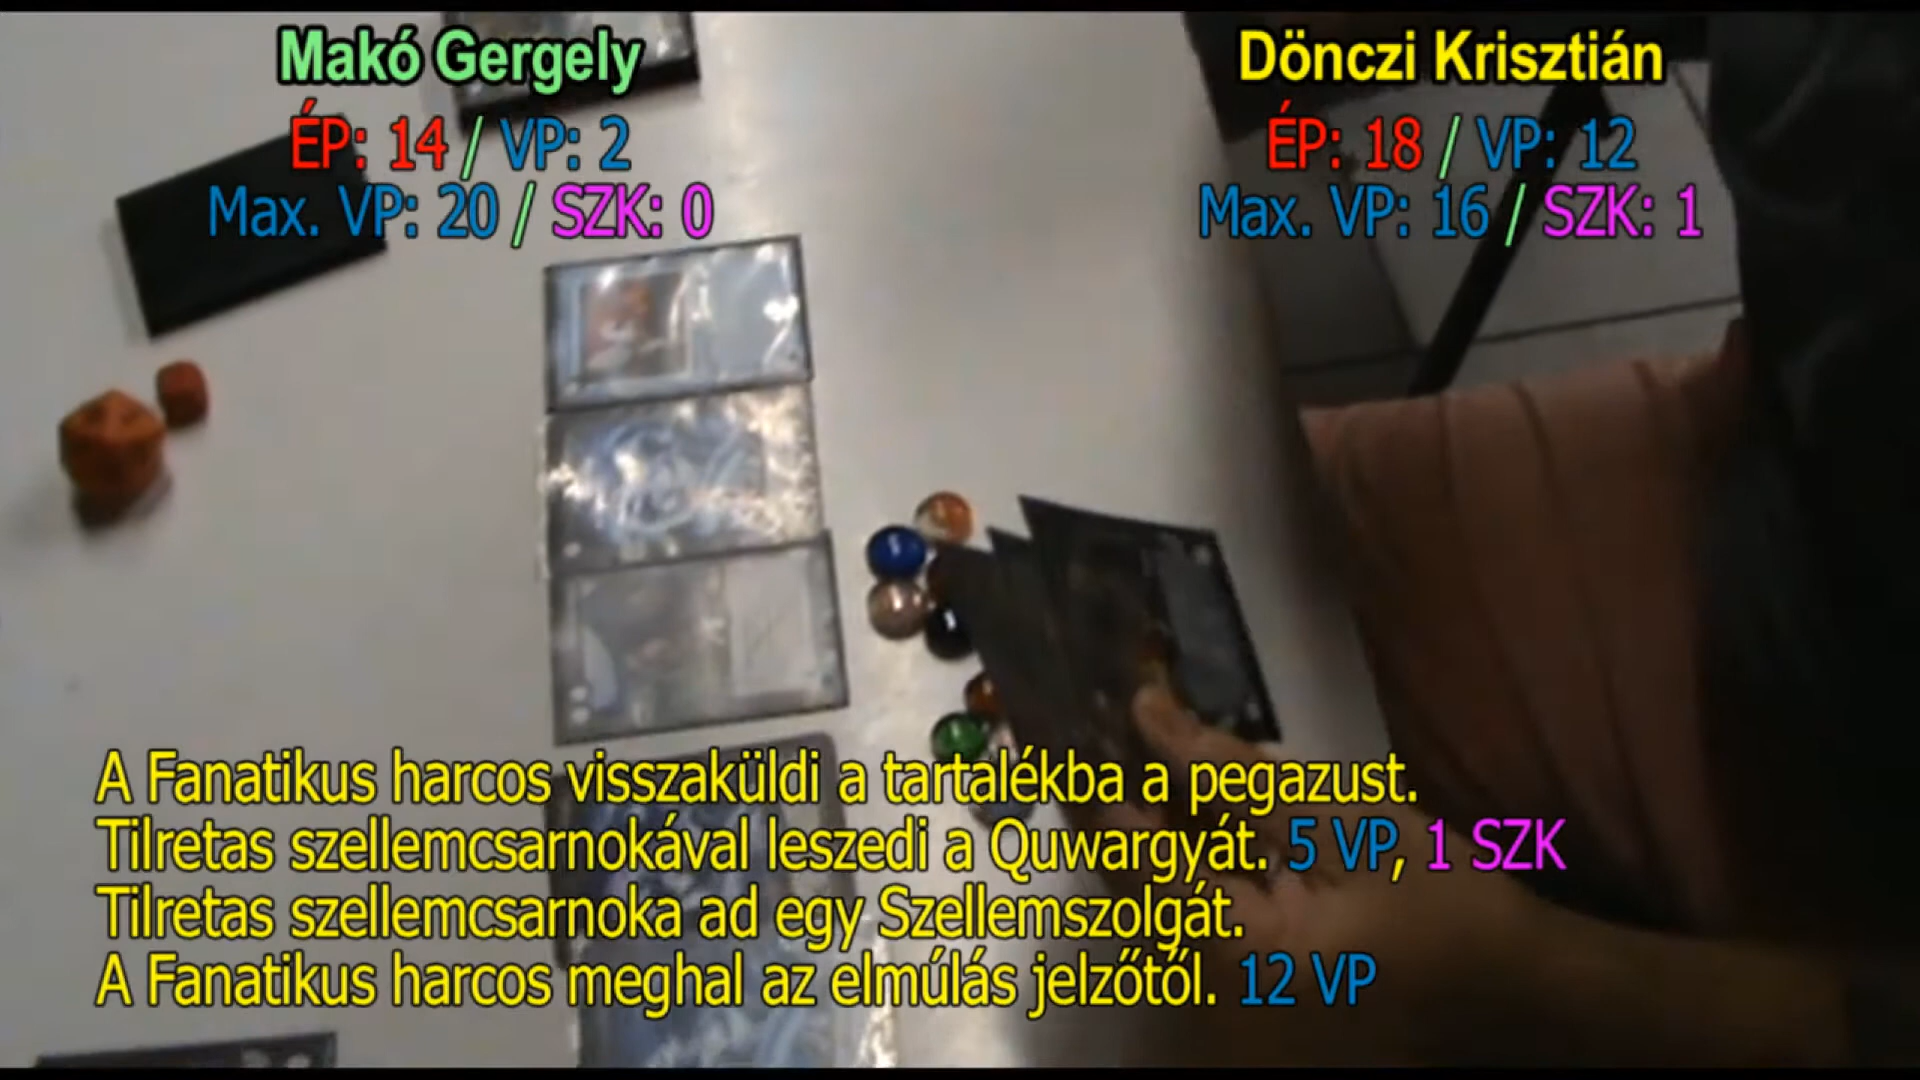 Makó Gergely
ÉP: 14 / VP: 2
Max. VP: 20 / SZK: 0
Dönczi Krisztián
ÉP: 18 / VP: 12
Max. VP: 16 / SZK: 1
A Fanatikus harcos visszaküldi a tartalékba a pegazust.
Tilretas szellemcsarnokával leszedi a Quwargyát. 5 VP, 1 SZK
Tilretas szellemcsarnoka ad egy Szellemszolgát.
A Fanatikus harcos meghal az elmúlás jelzőtől. 12 VP